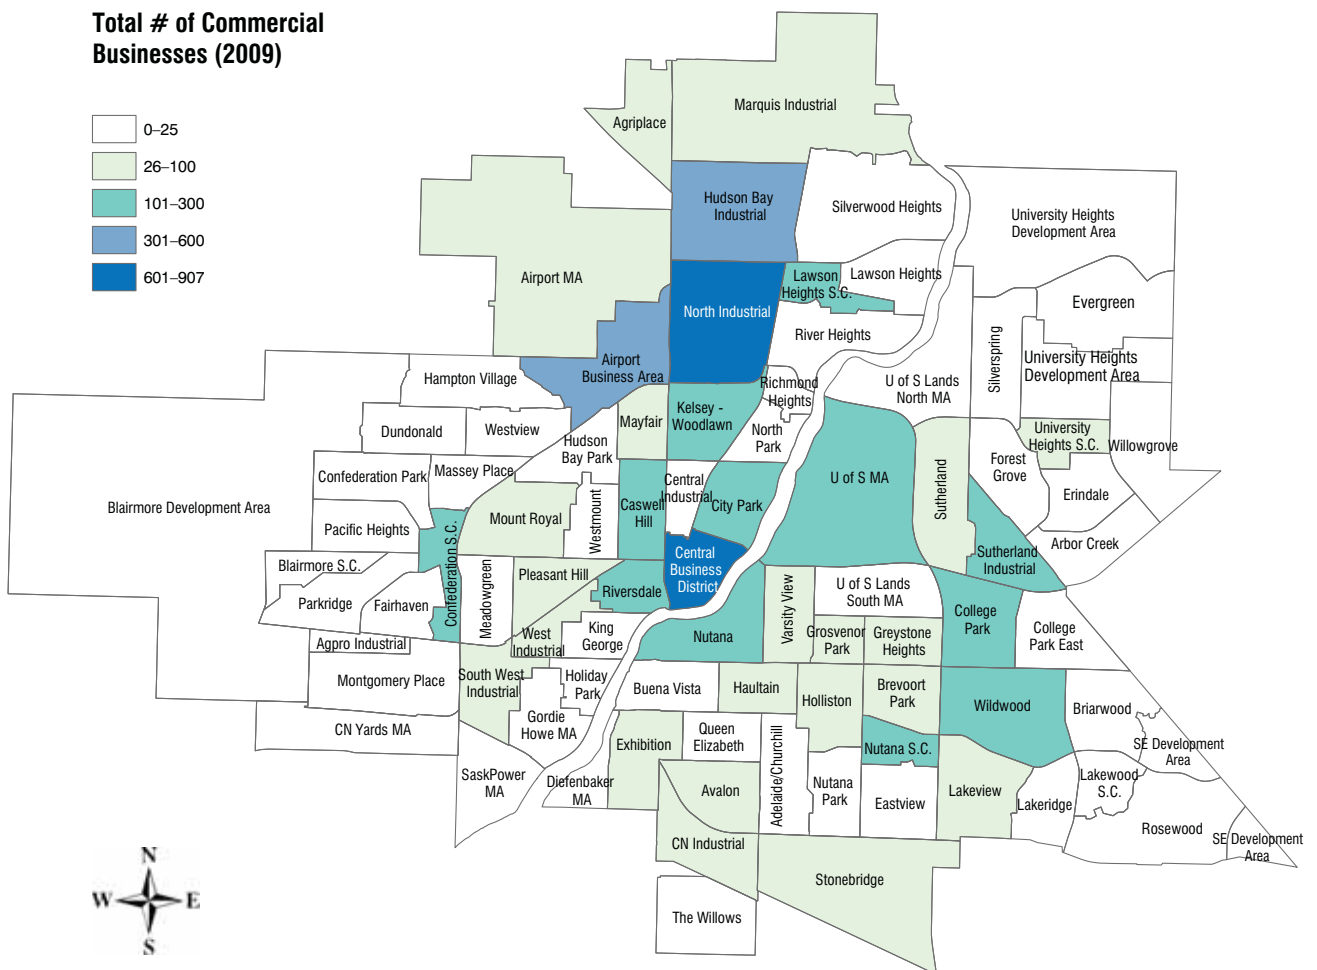 Total # of Commercial
Businesses (2009)
0–25
26–100
101–300
301–600
601–907
Marquis Industrial
Agriplace
Hudson Bay
Industrial
Silverwood Heights
University Heights
Development Area
Airport MA
Lawson
Heights S.C.
Lawson Heights
Evergreen
North Industrial
River Heights
Silverspring
University Heights
Development Area
Airport
Business Area
Hampton Village
Richmond
Heights
U of S Lands
North MA
Mayfair
Kelsey -
Woodlawn
North
Park
Dundonald
Westview
Hudson
Bay Park
University
Heights S.C.
Willowgrove
Confederation Park
Massey Place
Central
Industrial
U of S MA
Sutherland
Forest
Grove
Erindale
Blairmore Development Area
Pacific Heights
Confederation S.C.
Mount Royal
Westmount
Caswell
Hill
City Park
Arbor Creek
Blairmore S.C.
Central
Business
District
Sutherland
Industrial
Parkridge
Fairhaven
Meadowgreen
Pleasant Hill
Riversdale
Varsity View
U of S Lands
South MA
College
Park
College
Park East
Agpro Industrial
West
Industrial
King
George
Nutana
Grosvenor
Park
Greystone
Heights
Montgomery Place
South West
Industrial
Holiday
Park
Buena Vista
Haultain
Holliston
Brevoort
Park
Wildwood
Briarwood
CN Yards MA
Gordie
Howe MA
Exhibition
Queen
Elizabeth
Adelaide/Churchill
Nutana S.C.
SE Development
Area
SaskPower
MA
Diefenbaker
MA
Avalon
Nutana
Park
Eastview
Lakeview
Lakeridge
Lakewood
S.C.
Rosewood
SE Development
Area
CN Industrial
Stonebridge
The Willows
N
W
E
S